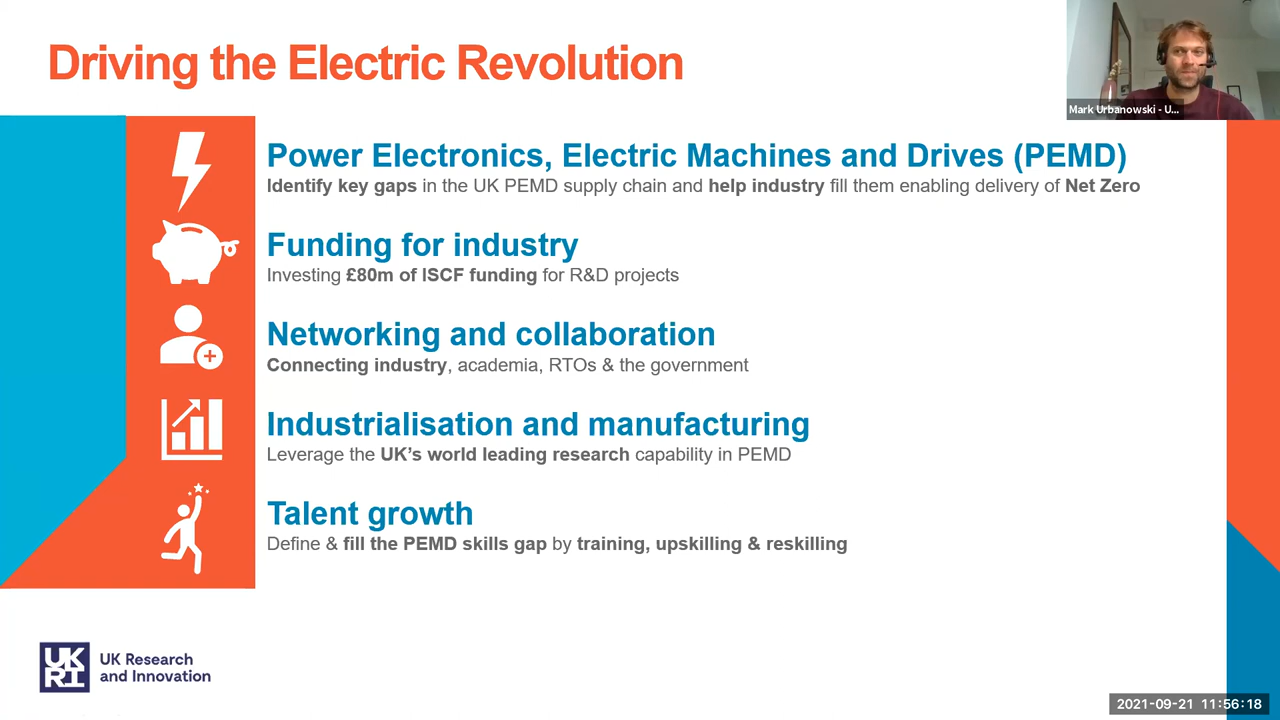 Driving the Electric Revolution
Mark Urbanowski - U...
Power Electronics, Electric Machines and Drives (PEMD)
Identify key gaps in the UK PEMD supply chain and help industry fill them enabling delivery of Net Zero
Funding for industry
Investing £80m of ISCF funding for R&D projects
Networking and collaboration
Connecting industry, academia, RTOs & the government
Industrialisation and manufacturing
Leverage the UK’s world leading research capability in PEMD
Talent growth
Define & fill the PEMD skills gap by training, upskilling & reskilling
UK
RI
UK Research
and Innovation
2021-09-21 11:56:18